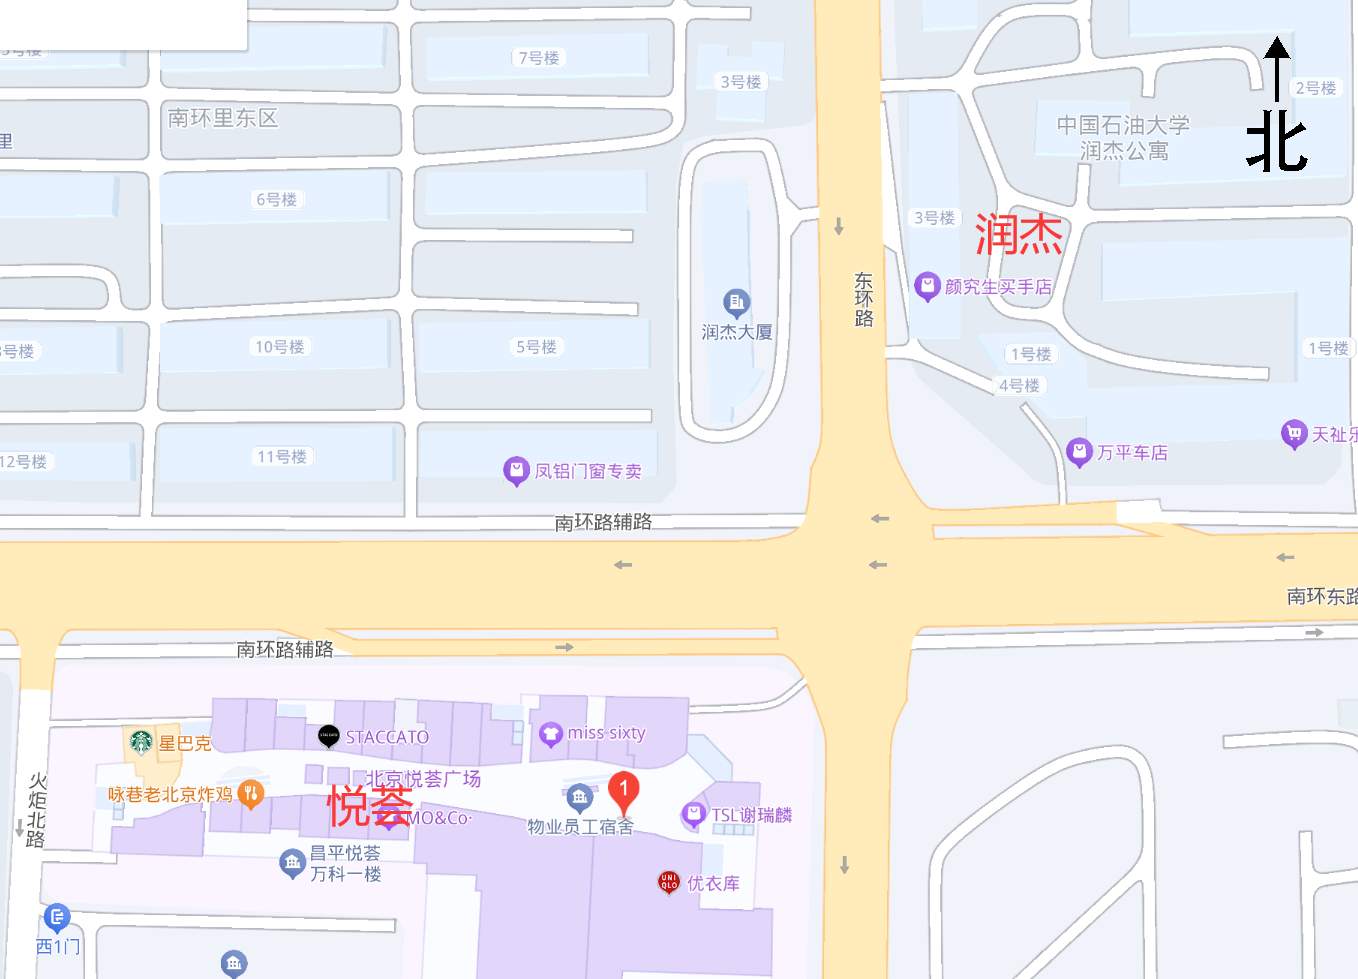 7号楼
3号楼
2号楼
南环里东区
中国石油大学
润杰公寓
北
里
6号楼
3号楼
润杰
颜究生买手店
东环路
润杰大厦
10号楼
5号楼
1号楼
1号楼
4号楼
12号楼
11号楼
凤铝门窗专卖
万平车店
天祉乐
南环路辅路
南环东路
南环路辅路
星巴克
STACCATO
miss sixty
北京悦荟广场
咏巷老北京炸鸡
悦荟
MO&Co·
1
物业员工宿舍
TSL谢瑞麟
火炬北路
昌平悦荟
万科一楼
UNI
QLO
优衣库
西1门